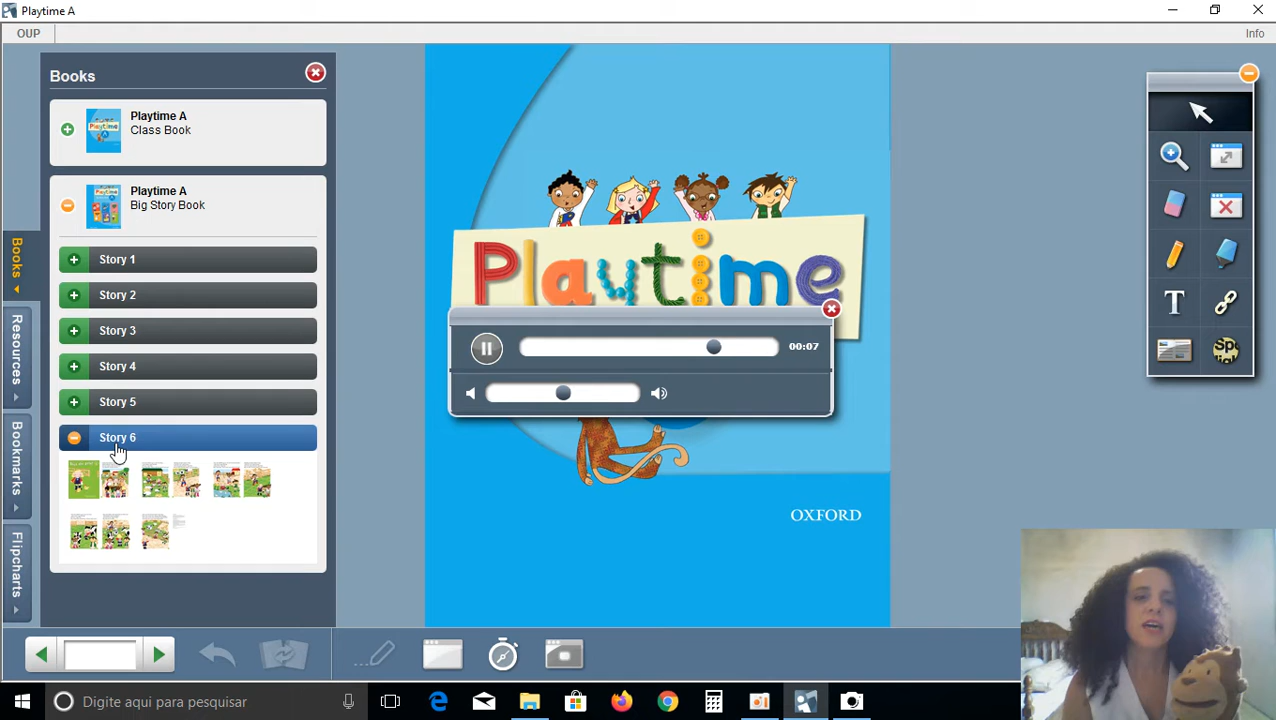 Playtime A
OUP
Info
Books
Playtime A
Class Book
Playtime A
Big Story Book
Story 1
Story 2
Story 3
Story 4
Story 5
Story 6
Books
Resources
Bookmarks
Flipcharts
Playtime
00:07
OXFORD
T
Digite aqui para pesquisar